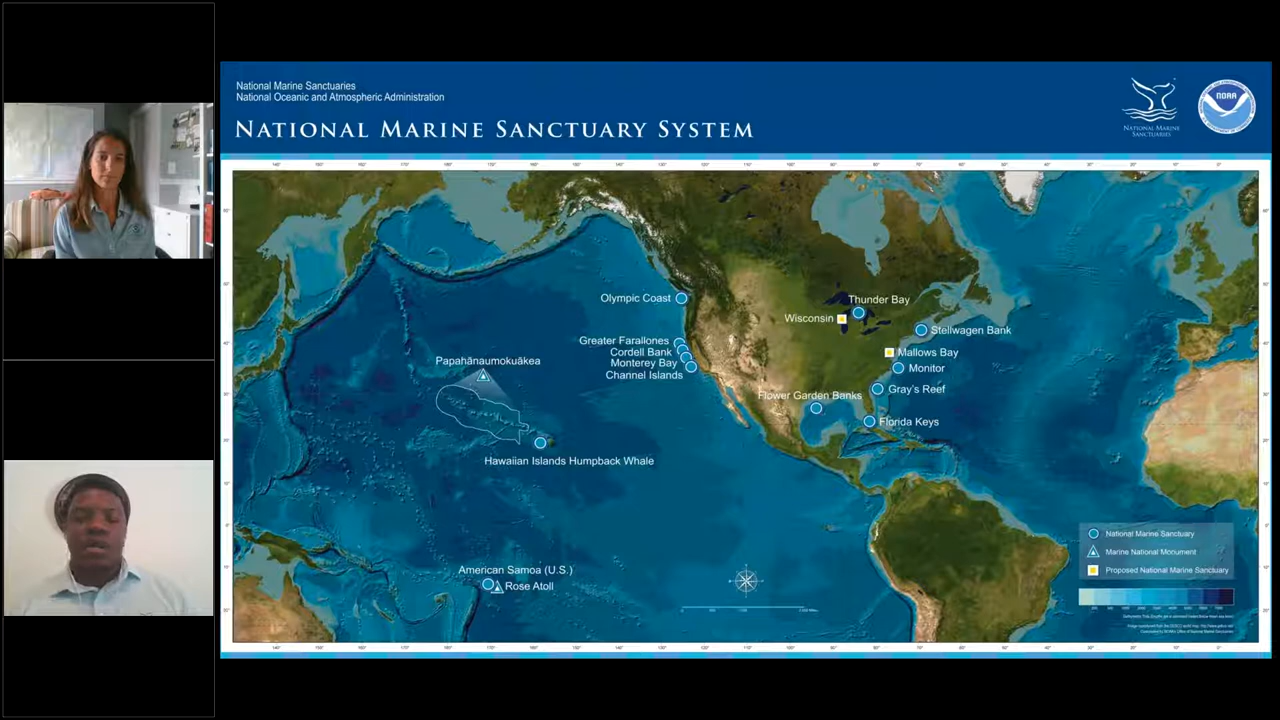 National Marine Sanctuaries
National Oceanic and Atmospheric Administration
NATIONAL MARINE SANCTUARY SYSTEM
NATIONAL MARINE
SANCTUARIES
NOAA
Olympic Coast
Greater Farallones
Cordell Bank
Monterey Bay
Channel Islands
Papahānaumokuākea
Hawaiian Islands Humpback Whale
American Samoa (U.S.)
Rose Atoll
Thunder Bay
Wisconsin
Stellwagen Bank
Mallows Bay
Monitor
Gray's Reef
Flower Garden Banks
Florida Keys
National Marine Sanctuary
Marine National Monument
Proposed National Marine Sanctuary